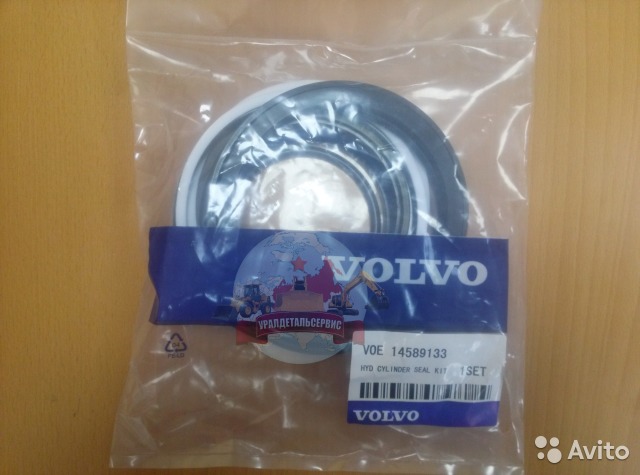 VOLVO
УРАЛДЕТАЛЬСЕРВИС
VOE 14589133
HYD CYLINDER SEAL KIT 1SET
VOLVO
Avito